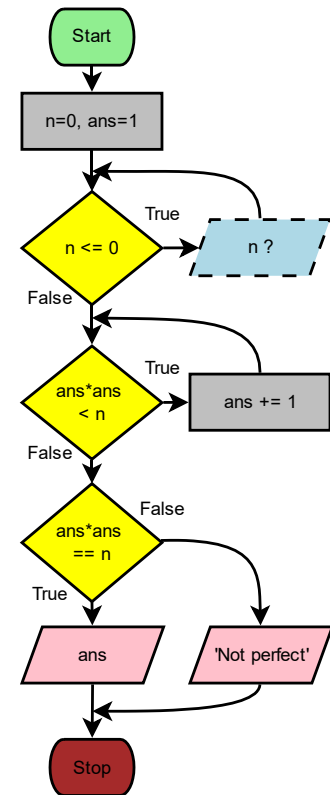 Start
n=0, ans=1
True
n <= 0
n ?
False
True
ans*ans
< n
ans += 1
False
False
ans*ans
== n
True
ans
'Not perfect'
Stop